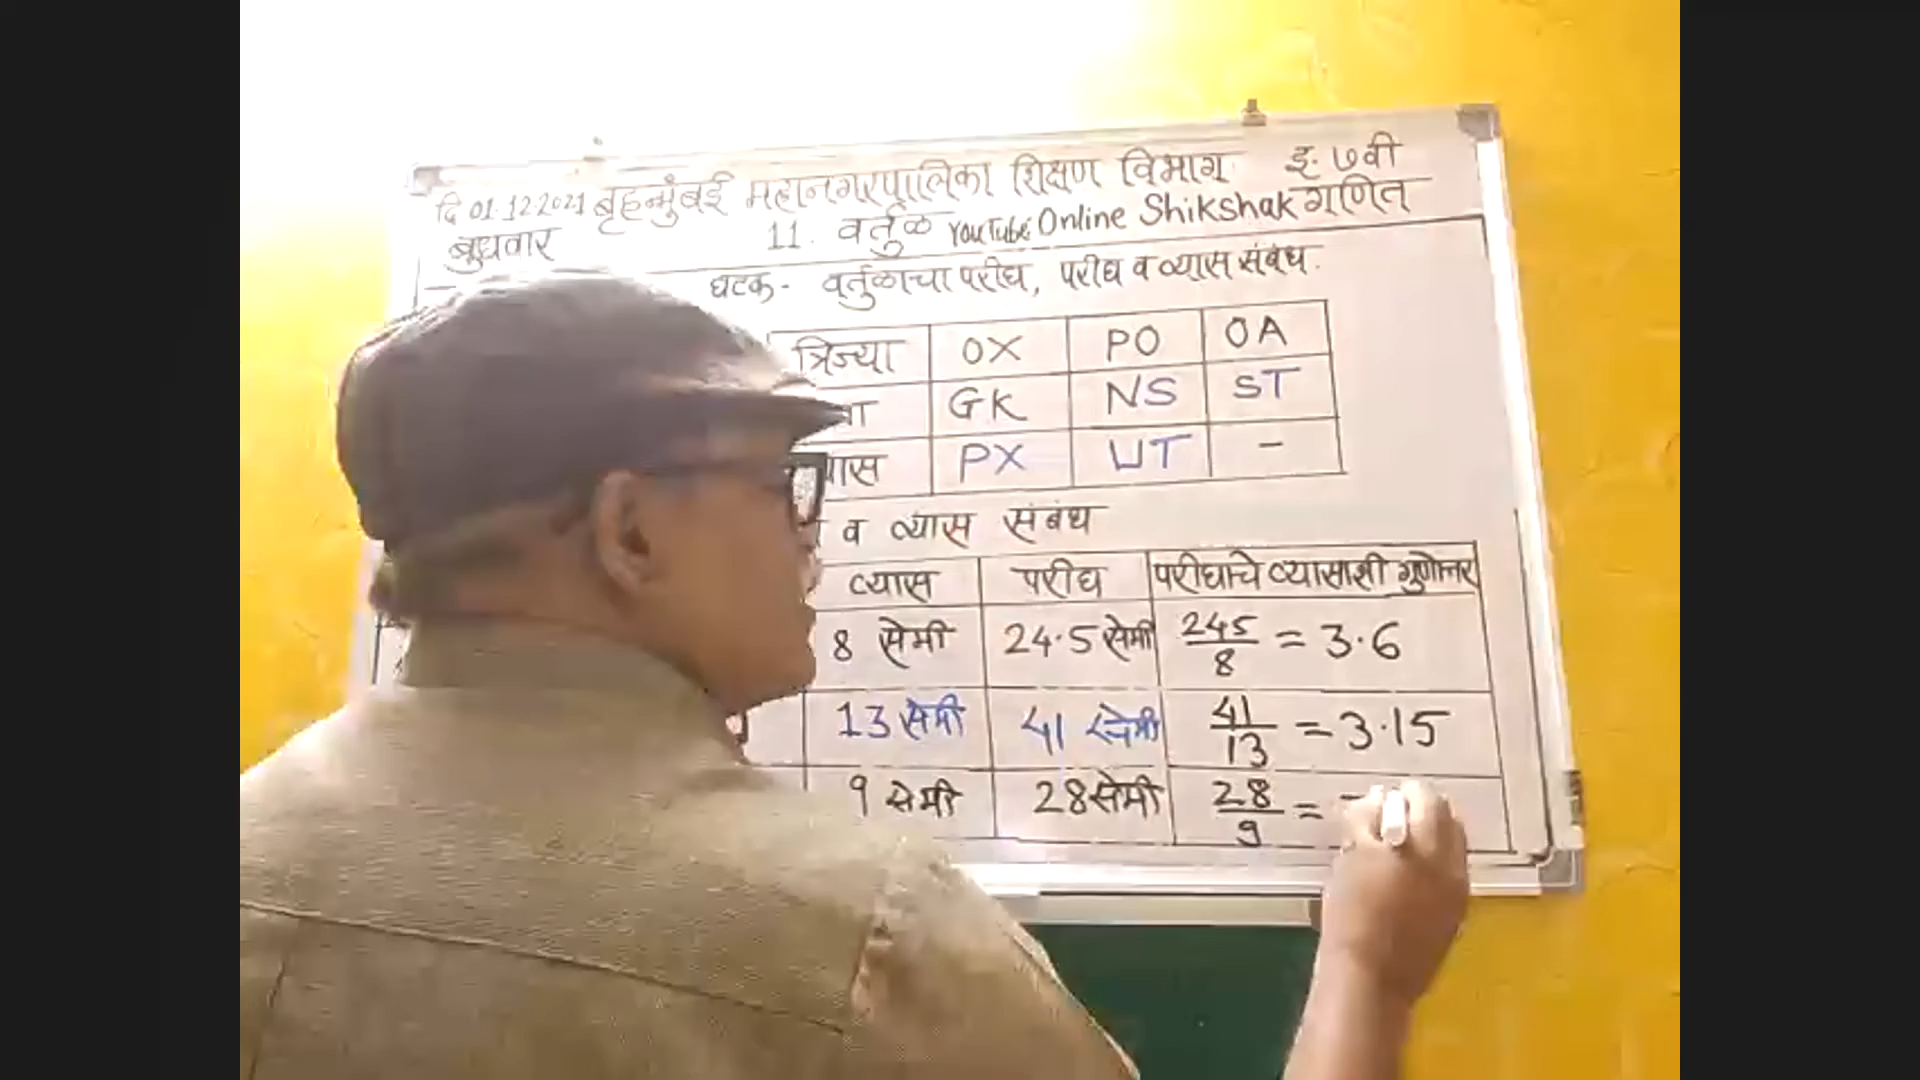 बृहन्मुंबई महानगरपालिका शिक्षण विभाग इ. ७वी
दि 01.12.2021
बुधवार
11. वर्तुळ YouTube Online Shikshak गणित
घटक - वर्तुळाचा परीघ, परीघ व व्यास संबंध.
त्रिज्या OX PO OA
GK NS ST
PX UT -
व व्यास संबंध
व्यास परीघ परीघाचे व्यासाशी गुणोत्तर
8 सेमी 24.5 सेमी 245/8 = 3.6
13 सेमी 41 सेमी 41/13 = 3.15
9 सेमी 28 सेमी 28/9 =